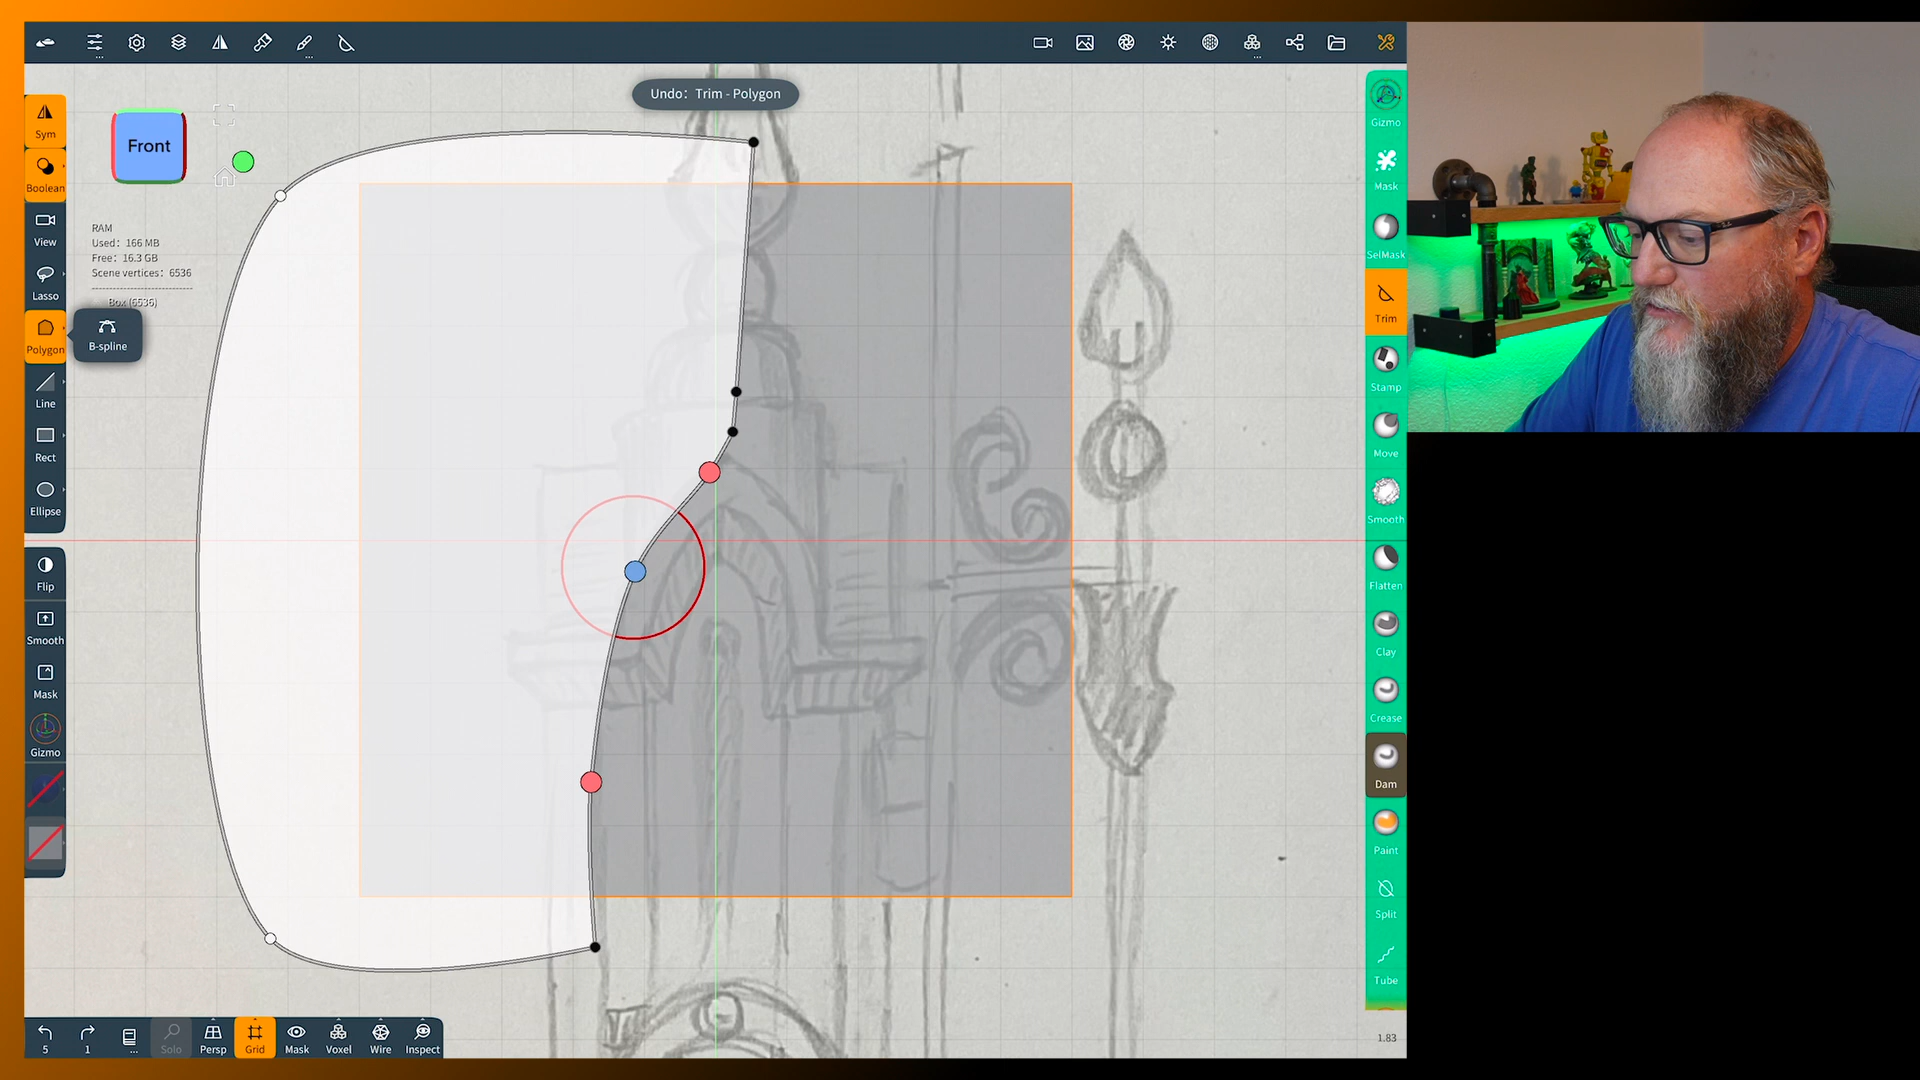 Undo: Trim - Polygon
Sym
Front
Boolean
RAM
Used: 166 MB
Free: 16.3 GB
Scene vertices: 6536
Box (6536)
View
Lasso
Polygon
B-spline
Line
Rect
Ellipse
Flip
Smooth
Mask
Gizmo
Gizmo
Mask
SelMask
Trim
Stamp
Move
Smooth
Flatten
Clay
Crease
Dam
Paint
Split
Tube
1.83
5
1
...
Solo
Persp
Grid
Mask
Voxel
Wire
Inspect